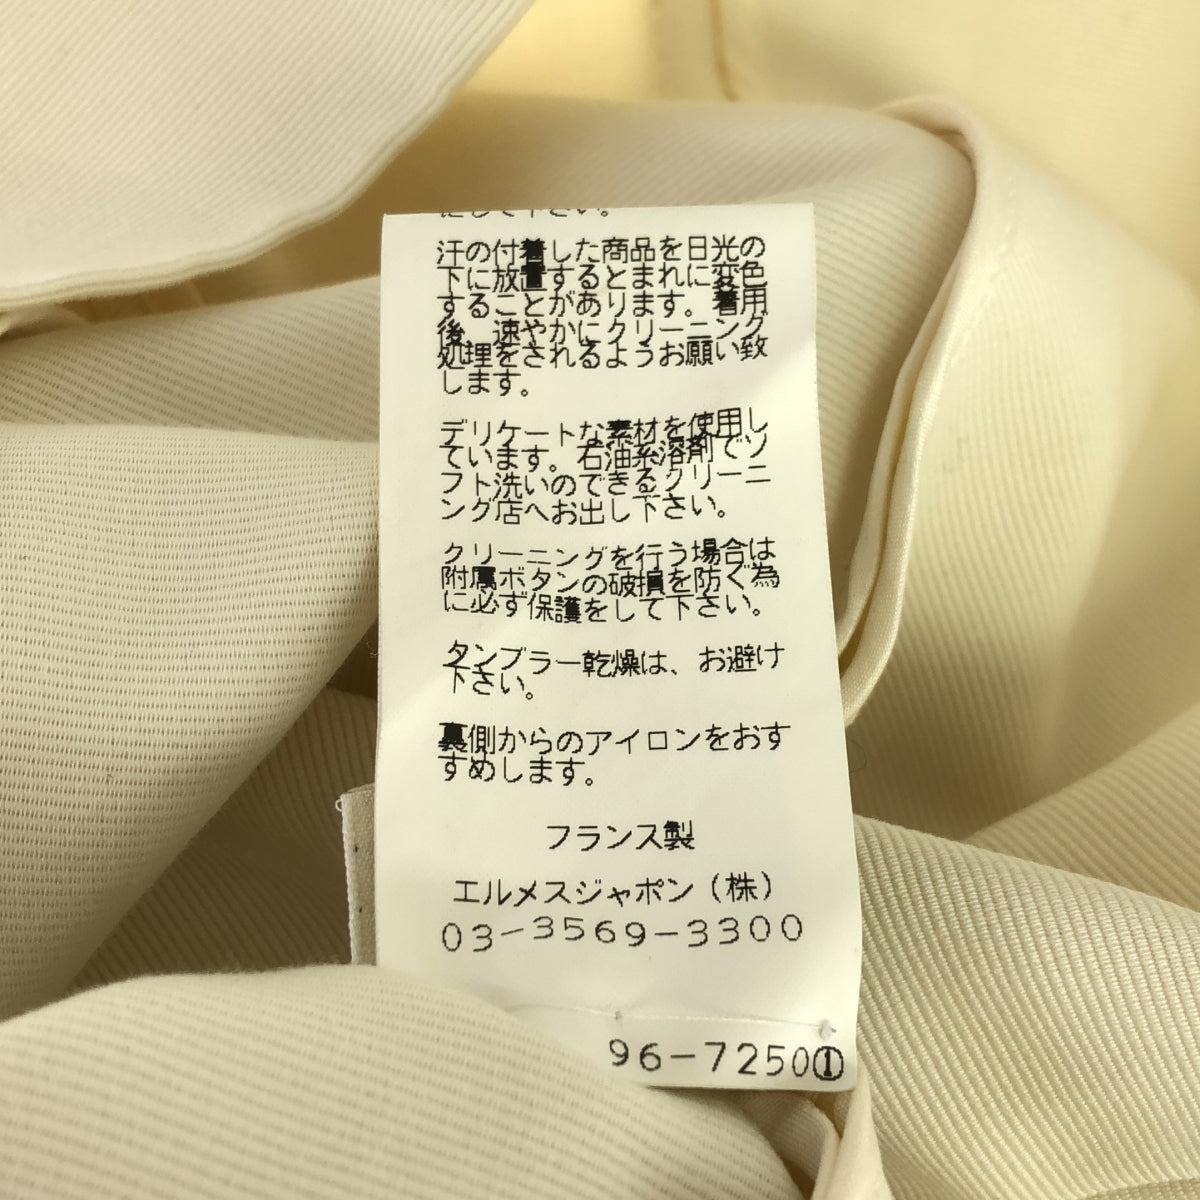 にして下さい。
汗の付着した商品を日光の
下に放置するとまれに変色
することがあります。着用
後、速やかにクリーニング
処理をされるようお願い致
します。
デリケートな素材を使用し
ています。石油系溶剤でソ
フト洗いのできるクリーニ
ング店へお出し下さい。
クリーニングを行う場合は
附属ボタンの破損を防ぐ為
に必ず保護をして下さい。
タンブラー乾燥は、お避け
下さい。
裏側からのアイロンをおす
すめします。
フランス製
エルメスジャポン(株)
03-3569-3300
96-7250①